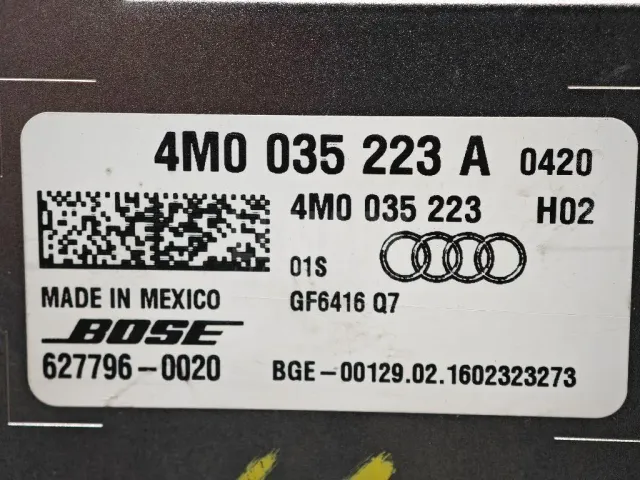 4M0 035 223 A 0420
4M0 035 223 H02
01S
MADE IN MEXICO GF6416 Q7
BOSE
627796-0020 BGE-00129.02.1602323273